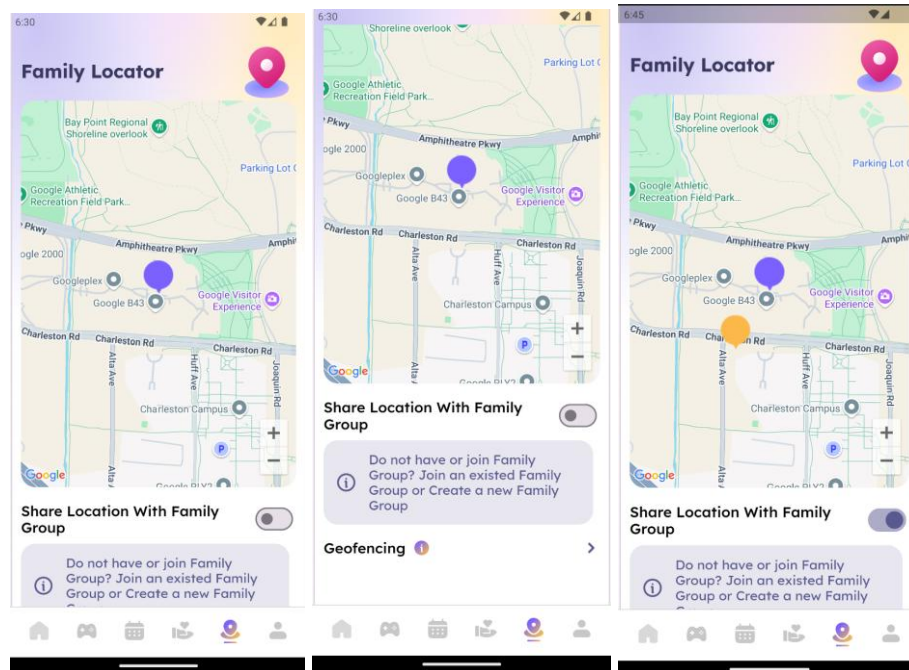 6:30
Family Locator
Bay Point Regional
Shoreline overlook
Parking Lot
Google Athletic
Recreation Field Park...
Pkwy
Amphitheatre Pkwy
ogle 2000
Googleplex
Google B43
Google Visitor
Experience
Charleston Rd
Charleston Rd
Charleston Rd
Alta Ave
Huff Ave
Joaquin Rd
Charleston Campus
P
+
−
Google
Share Location With Family
Group
Do not have or join Family
Group? Join an existed Family
Group or Create a new Family
6:30
Shoreline overlook
Parking Lot
Google Athletic
Recreation Field Park...
Pkwy
Amphitheatre Pkwy
Amphi
ogle 2000
Googleplex
Google B43
Google Visitor
Experience
Charleston Rd
Charleston Rd
Charleston Rd
Alta Ave
Huff Ave
Joaquin Rd
Charleston Campus
P
+
−
Google
Share Location With Family
Group
Do not have or join Family
Group? Join an existed Family
Group or Create a new Family
Group
Geofencing
6:45
Family Locator
Bay Point Regional
Shoreline overlook
Parking Lot
Google Athletic
Recreation Field Park...
Pkwy
Amphitheatre Pkwy
ogle 2000
Googleplex
Google B43
Google Visitor
Experience
Charleston Rd
Charleston Rd
Alta Ave
Huff Ave
Joaquin Rd
Charleston Campus
P
+
−
Google
Share Location With Family
Group
Do not have or join Family
Group? Join an existed Family
Group or Create a new Family